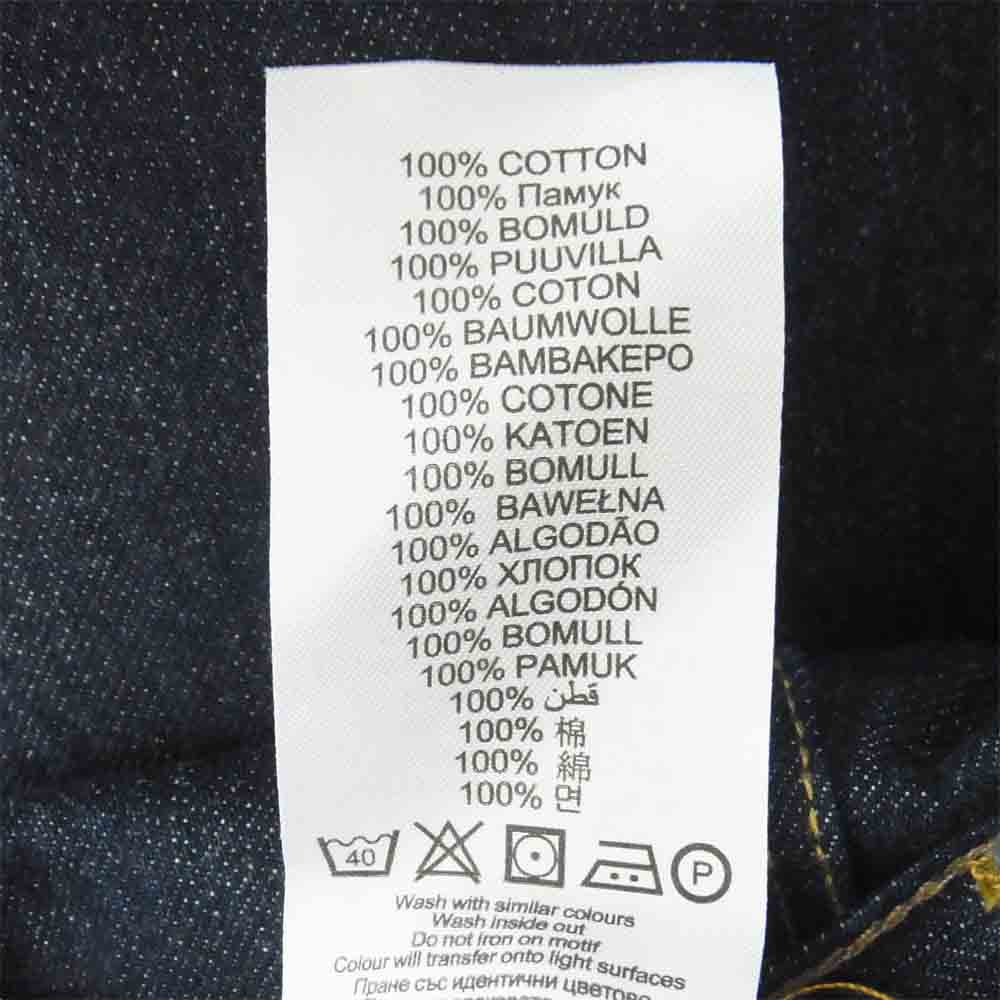 100% COTTON
100% Памук
100% BOMULD
100% PUUVILLA
100% COTON
100% BAUMWOLLE
100% BAMBAKEPO
100% COTONE
100% KATOEN
100% BOMULL
100% BAWEŁNA
100% ALGODÃO
100% ХЛОПОК
100% ALGODÓN
100% BOMULL
100% PAMUK
100% قطن
100% 棉
100% 綿
100% 면
40 P
Wash with similar colours
Wash inside out
Do not iron on motif
Colour will transfer onto light surfaces
Пране със идентични цветове